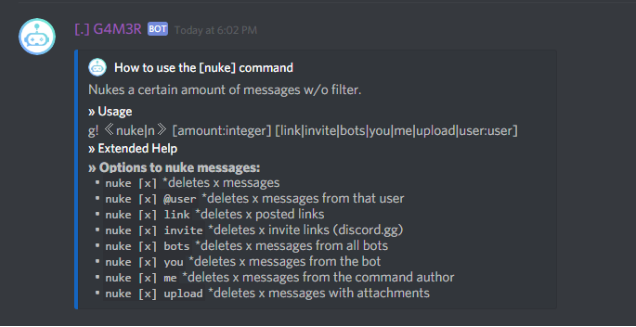 [.] G4M3R BOT Today at 6:02 PM
How to use the [nuke] command
Nukes a certain amount of messages w/o filter.
» Usage
g! 《nuke|n》 [amount:integer] [link|invite|bots|you|me|upload|user:user]
» Extended Help
» Options to nuke messages:
• nuke [x] *deletes x messages
• nuke [x] @user *deletes x messages from that user
• nuke [x] link *deletes x posted links
• nuke [x] invite *deletes x invite links (discord.gg)
• nuke [x] bots *deletes x messages from all bots
• nuke [x] you *deletes x messages from the bot
• nuke [x] me *deletes x messages from the command author
• nuke [x] upload *deletes x messages with attachments